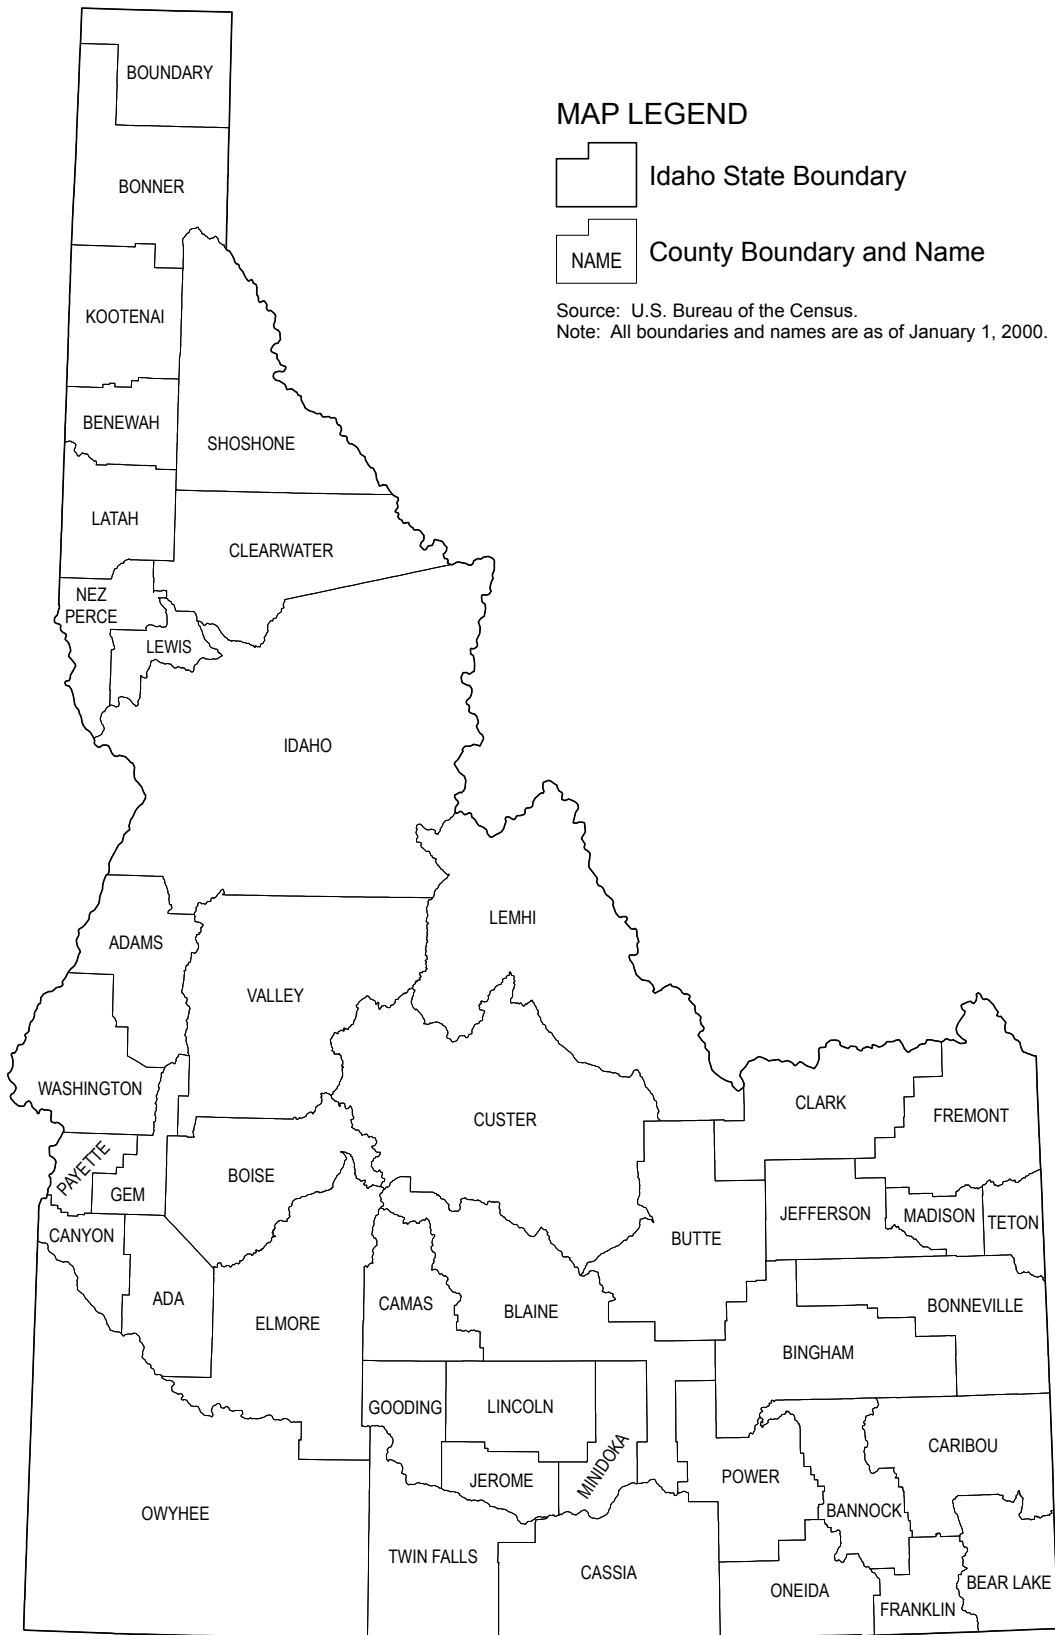 BOUNDARY
MAP LEGEND
Idaho State Boundary
BONNER
NAME
County Boundary and Name
Source: U.S. Bureau of the Census.
Note: All boundaries and names are as of January 1, 2000.
KOOTENAI
BENEWAH
SHOSHONE
LATAH
CLEARWATER
NEZ
PERCE
LEWIS
IDAHO
LEMHI
ADAMS
VALLEY
WASHINGTON
CUSTER
CLARK
FREMONT
PAYETTE
GEM
BOISE
JEFFERSON
MADISON
TETON
CANYON
BUTTE
ADA
ELMORE
CAMAS
BLAINE
BONNEVILLE
BINGHAM
GOODING
LINCOLN
MINIDOKA
CARIBOU
JEROME
POWER
OWYHEE
BANNOCK
TWIN FALLS
CASSIA
ONEIDA
BEAR LAKE
FRANKLIN